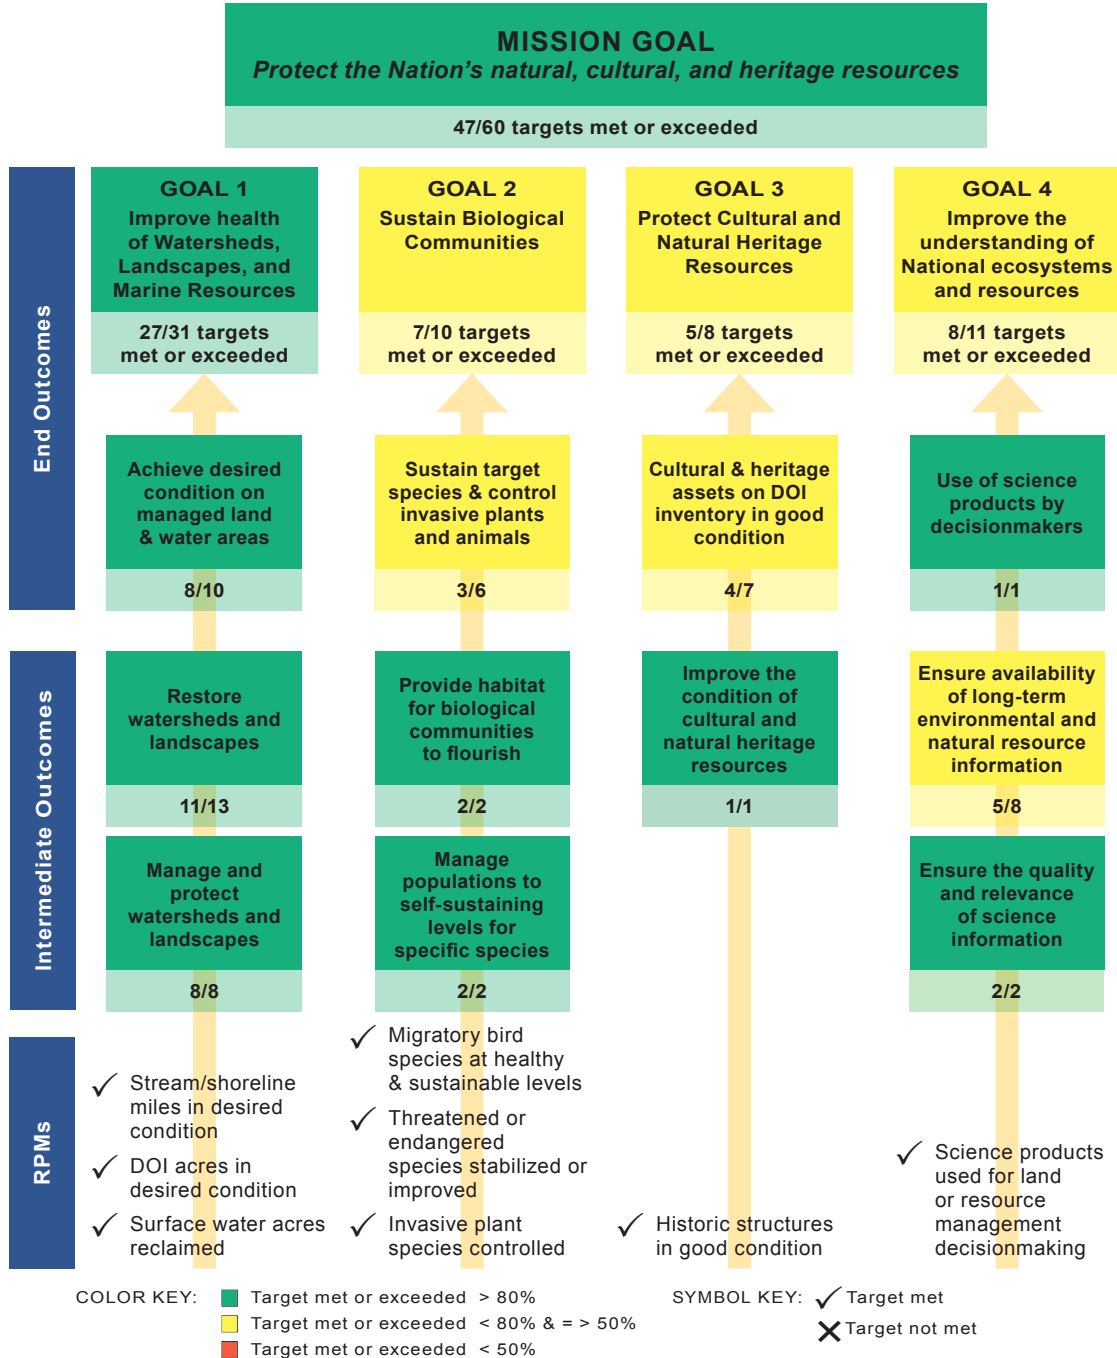 MISSION GOAL
Protect the Nation's natural, cultural, and heritage resources
47/60 targets met or exceeded
End Outcomes
GOAL 1
Improve health
of Watersheds,
Landscapes, and
Marine Resources
27/31 targets
met or exceeded
GOAL 2
Sustain Biological
Communities
7/10 targets
met or exceeded
GOAL 3
Protect Cultural and
Natural Heritage
Resources
5/8 targets
met or exceeded
GOAL 4
Improve the
understanding of
National ecosystems
and resources
8/11 targets
met or exceeded
Achieve desired
condition on
managed land
& water areas
8/10
Sustain target
species & control
invasive plants
and animals
3/6
Cultural & heritage
assets on DOI
inventory in good
condition
4/7
Use of science
products by
decisionmakers
1/1
Intermediate Outcomes
Restore
watersheds and
landscapes
11/13
Provide habitat
for biological
communities
to flourish
2/2
Improve the
condition of
cultural and
natural heritage
resources
1/1
Ensure availability
of long-term
environmental and
natural resource
information
5/8
Manage and
protect
watersheds and
landscapes
8/8
Manage
populations to
self-sustaining
levels for
specific species
2/2
Ensure the quality
and relevance
of science
information
2/2
RPMs
✓ Stream/shoreline
miles in desired
condition
✓ DOI acres in
desired condition
✓ Surface water acres
reclaimed
✓ Migratory bird
species at healthy
& sustainable levels
✓ Threatened or
endangered
species stabilized or
improved
✓ Invasive plant
species controlled
✓ Historic structures
in good condition
✓ Science products
used for land
or resource
management
decisionmaking
COLOR KEY:
Target met or exceeded > 80%
Target met or exceeded < 80% & = > 50%
Target met or exceeded < 50%
SYMBOL KEY: ✓ Target met
✕ Target not met